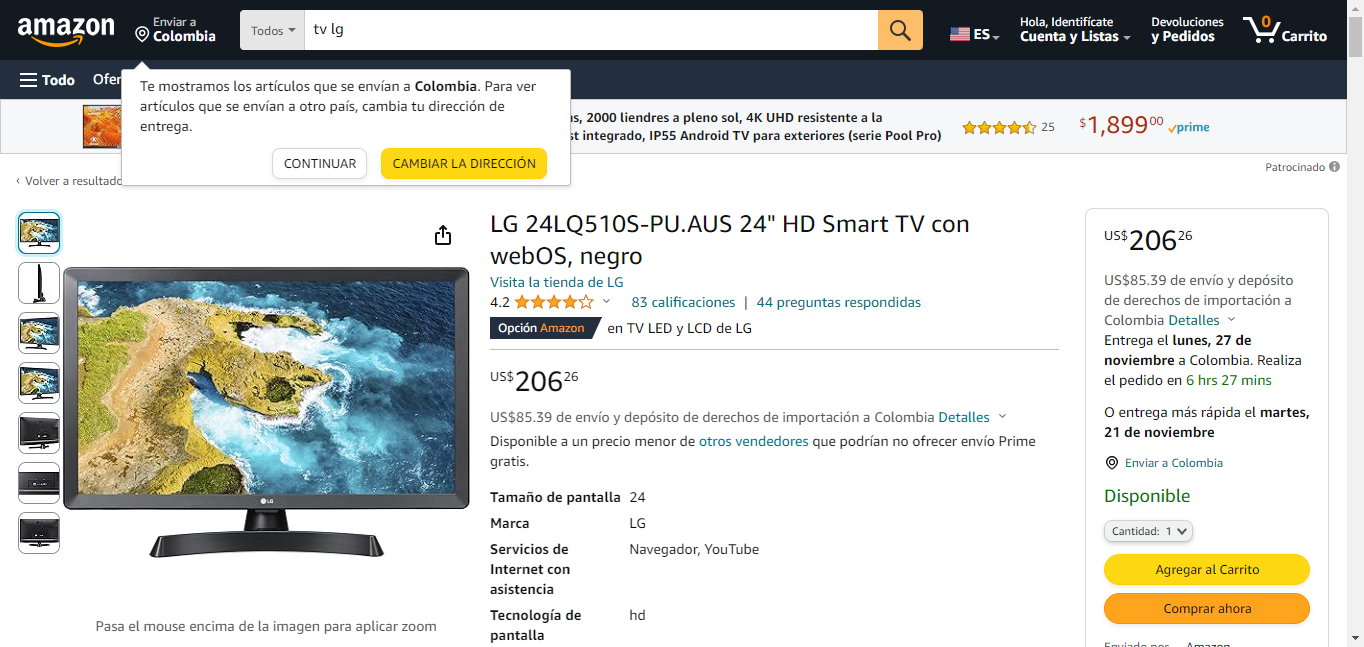 amazon
Enviar a
Colombia
Todos
tv lg
ES
Hola, Identifícate
Cuenta y Listas
Devoluciones
y Pedidos
0
Carrito
Todo
Ofer
Te mostramos los artículos que se envían a Colombia. Para ver
artículos que se envían a otro país, cambia tu dirección de
entrega.
CONTINUAR
CAMBIAR LA DIRECCIÓN
2000 liendres a pleno sol, 4K UHD resistente a la
integrado, IP55 Android TV para exteriores (serie Pool Pro)
25
$1,89900
prime
Patrocinado
‹ Volver a resultado
LG 24LQ510S-PU.AUS 24" HD Smart TV con
webOS, negro
Visita la tienda de LG
4.2
83 calificaciones | 44 preguntas respondidas
Opción Amazon en TV LED y LCD de LG
US$20626
US$85.39 de envío y depósito de derechos de importación a Colombia Detalles
Disponible a un precio menor de otros vendedores que podrían no ofrecer envío Prime
gratis.
Tamaño de pantalla 24
Marca LG
Servicios de Navegador, YouTube
Internet con
asistencia
Tecnología de hd
pantalla
LG
Pasa el mouse encima de la imagen para aplicar zoom
US$20626
US$85.39 de envío y depósito
de derechos de importación a
Colombia Detalles
Entrega el lunes, 27 de
noviembre a Colombia. Realiza
el pedido en 6 hrs 27 mins
O entrega más rápida el martes,
21 de noviembre
Enviar a Colombia
Disponible
Cantidad: 1
Agregar al Carrito
Comprar ahora
Enviado por Amazon